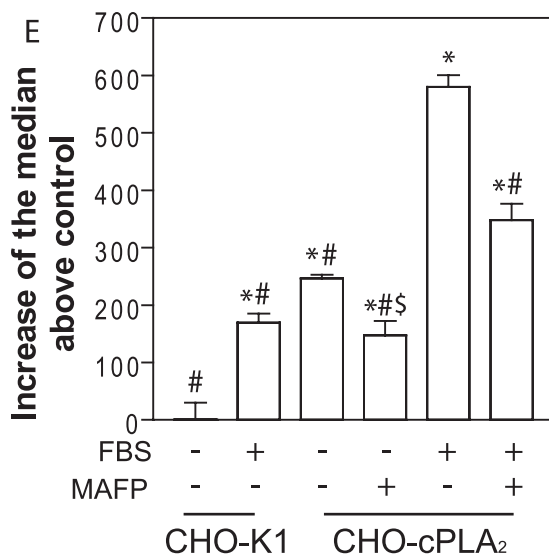 E
Increase of the median
above control
700
600
500
400
300
200
100
0
#
*#
*#
*#$
*
*#
FBS - + - - + +
MAFP - - - + - +
CHO-K1 CHO-cPLA₂